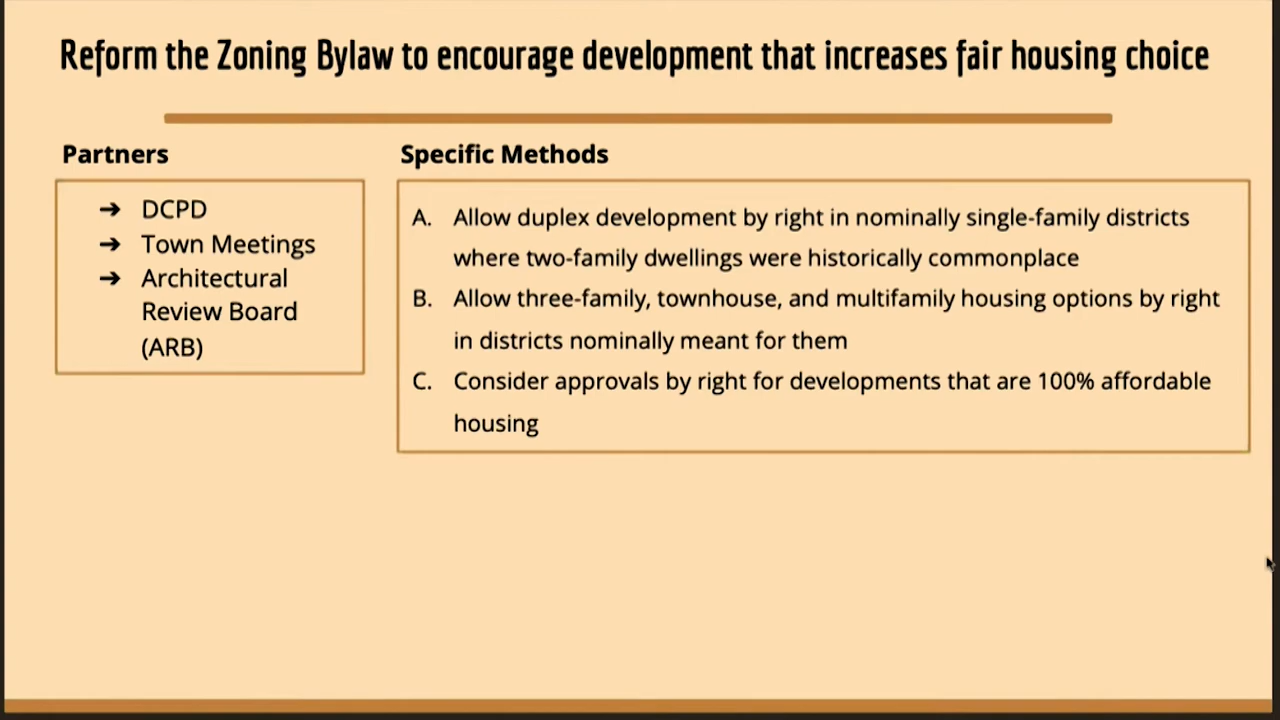 Reform the Zoning Bylaw to encourage development that increases fair housing choice
Partners
➔ DCPD
➔ Town Meetings
➔ Architectural
Review Board
(ARB)
Specific Methods
A. Allow duplex development by right in nominally single-family districts
where two-family dwellings were historically commonplace
B. Allow three-family, townhouse, and multifamily housing options by right
in districts nominally meant for them
C. Consider approvals by right for developments that are 100% affordable
housing